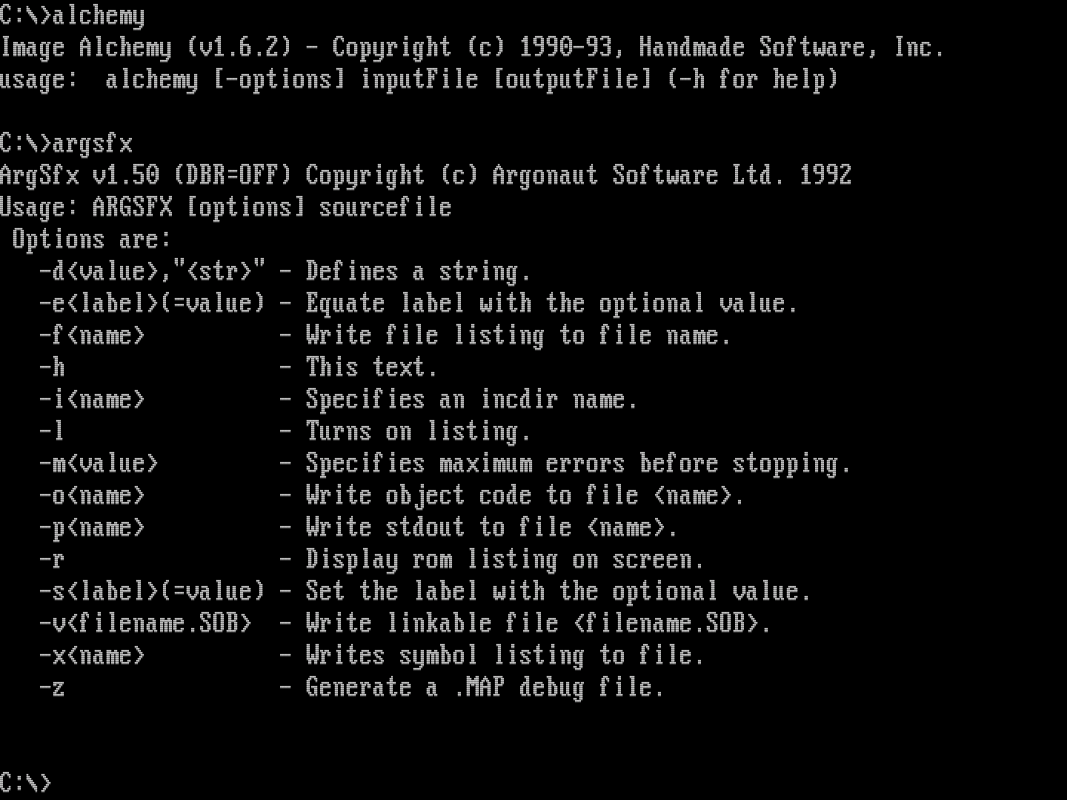 C:\>alchemy
Image Alchemy (v1.6.2) - Copyright (c) 1990-93, Handmade Software, Inc.
usage:  alchemy [-options] inputFile [outputFile] (-h for help)

C:\>argsfx
ArgSfx v1.50 (DBR=OFF) Copyright (c) Argonaut Software Ltd. 1992
Usage: ARGSFX [options] sourcefile
 Options are:
   -d<value>,"<str>" - Defines a string.
   -e<label>(=value) - Equate label with the optional value.
   -f<name>          - Write file listing to file name.
   -h                - This text.
   -i<name>          - Specifies an incdir name.
   -l                - Turns on listing.
   -m<value>         - Specifies maximum errors before stopping.
   -o<name>          - Write object code to file <name>.
   -p<name>          - Write stdout to file <name>.
   -r                - Display rom listing on screen.
   -s<label>(=value) - Set the label with the optional value.
   -v<filename.SOB>  - Write linkable file <filename.SOB>.
   -x<name>          - Writes symbol listing to file.
   -z                - Generate a .MAP debug file.

C:\>